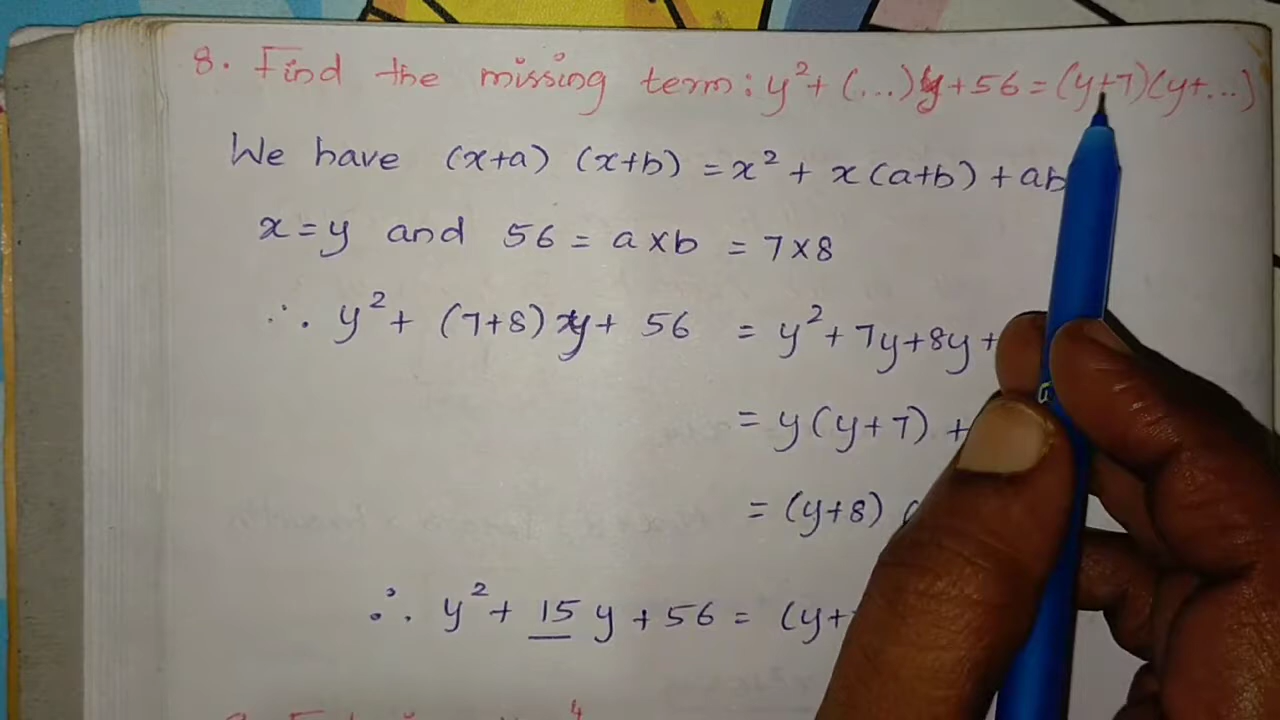 8. Find the missing term: y² + (...) y + 56 = (y+7)(y+...)
We have (x+a) (x+b) = x² + x(a+b) + ab
x = y and 56 = a x b = 7 x 8
∴ y² + (7+8) y + 56 = y² + 7y + 8y +
= y(y+7) +
= (y+8) (
∴ y² + 15 y + 56 = (y+